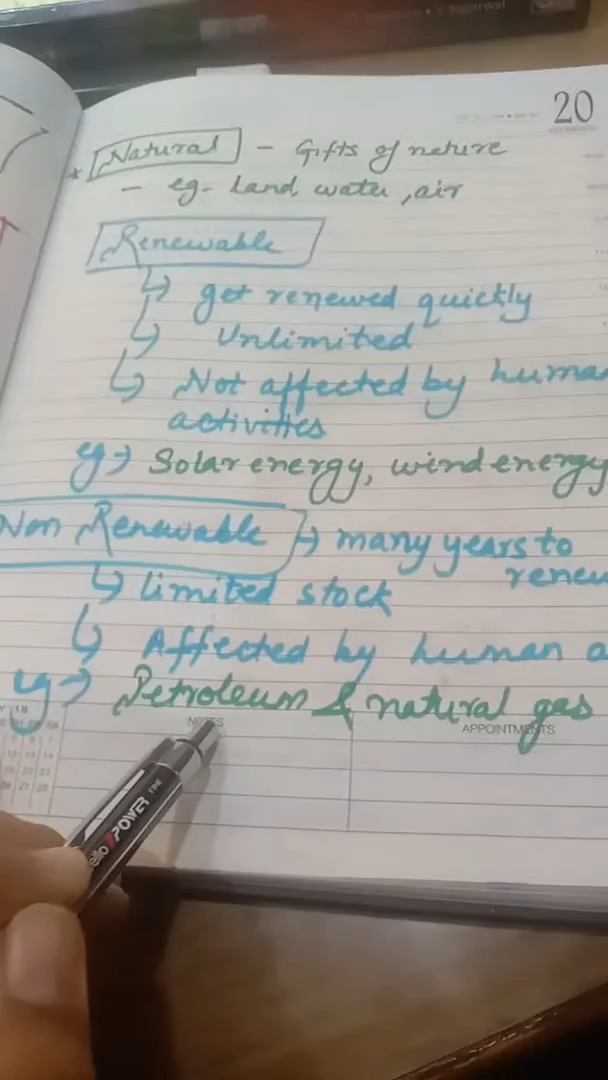 20
* Natural - Gifts of nature
- eg- land, water, air
Renewable
↳ get renewed quickly
↳ Unlimited
↳ Not affected by human
activities
eg → Solar energy, wind energy
Non Renewable → many years to
renew
↳ limited stock
↳ Affected by human a
eg → Petroleum & natural gas
NOTES
APPOINTMENTS
POWER